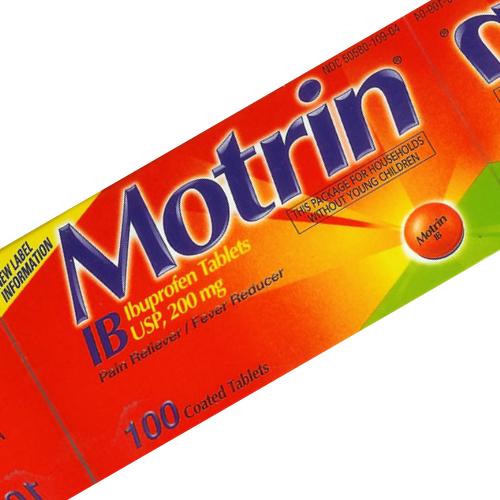 NEW LABEL
INFORMATION
NDC 50580-109-04
Motrin®
IB
Ibuprofen Tablets
USP, 200 mg
Pain Reliever / Fever Reducer
THIS PACKAGE FOR HOUSEHOLDS
WITHOUT YOUNG CHILDREN
Motrin
IB
100 Coated Tablets